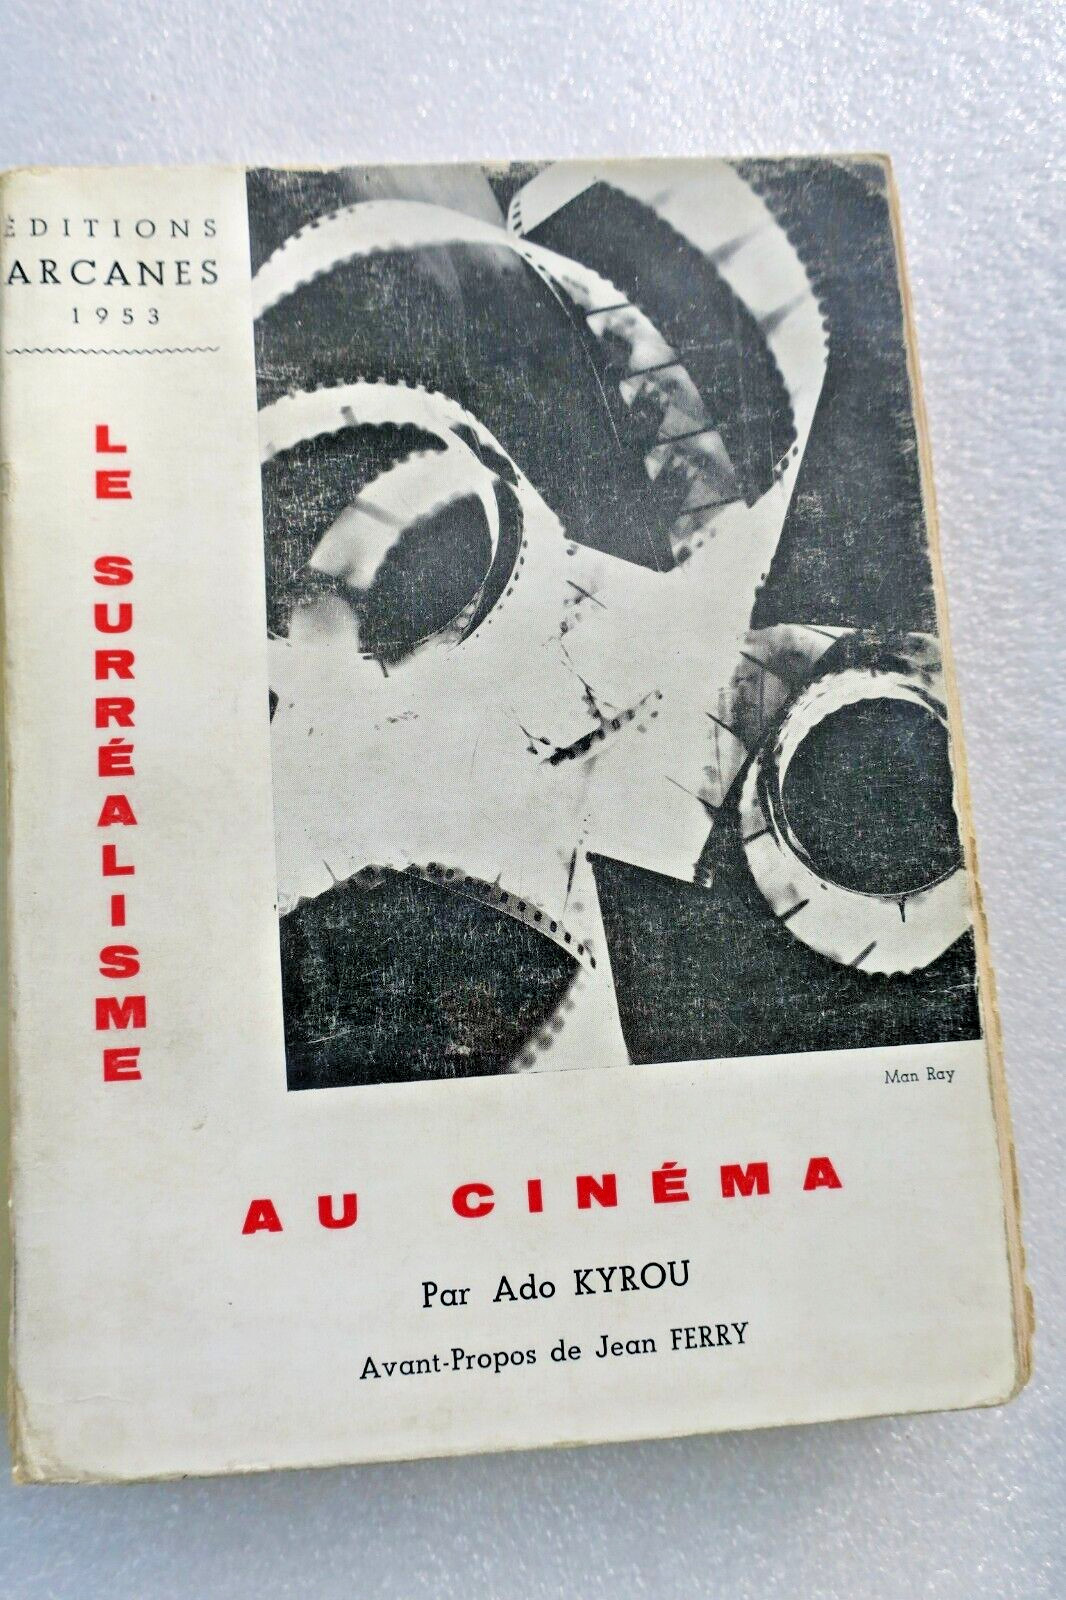 ÉDITIONS
ARCANES
1953
LE SURRÉALISME
Man Ray
AU CINÉMA
Par Ado KYROU
Avant-Propos de Jean FERRY